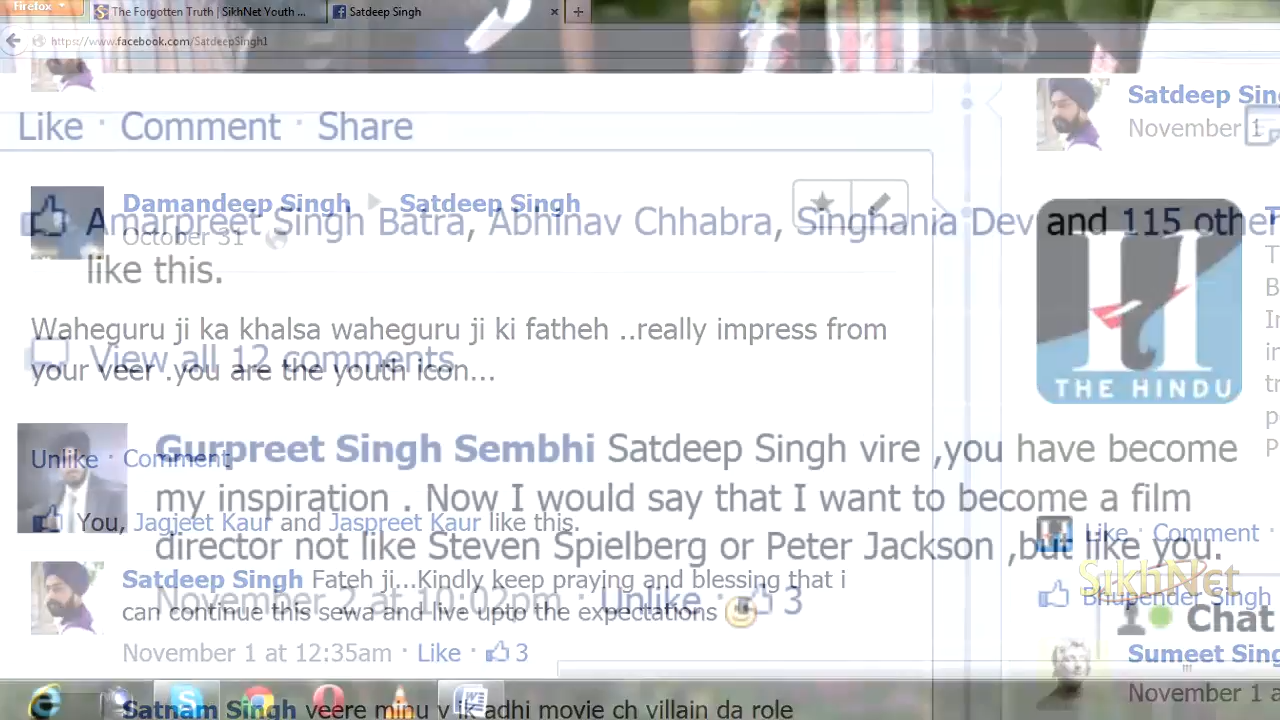 Firefox
The Forgotten Truth | SikhNet Youth ...
Satdeep Singh
https://www.facebook.com/SatdeepSingh1
Like · Comment · Share
Damandeep Singh ▸ Satdeep Singh
October 31
Amarpreet Singh Batra, Abhinav Chhabra, Singhania Dev and 115 other
like this.
Waheguru ji ka khalsa waheguru ji ki fatheh ..really impress from
your veer .you are the youth icon...
View all 12 comments
Gurpreet Singh Sembhi Satdeep Singh vire ,you have become
my inspiration . Now I would say that I want to become a film
director not like Steven Spielberg or Peter Jackson ,but like you.
November 2 at 10:02pm · Unlike · 3
Unlike · Comment
You, Jagjeet Kaur and Jaspreet Kaur like this.
Satdeep Singh Fateh ji...Kindly keep praying and blessing that i
can continue this sewa and live upto the expectations
November 1 at 12:35am · Like · 3
Satnam Singh veere minu v ik adhi movie ch villain da role
Satdeep Sin
November 1
THE HINDU
Like · Comment ·
Bhupender Singh
SikhNet
Chat
Sumeet Sing
November 1 a